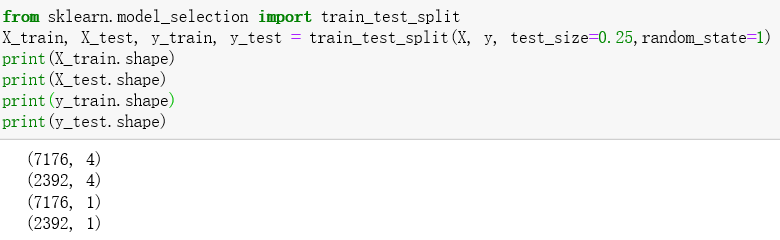 from sklearn.model_selection import train_test_split
X_train, X_test, y_train, y_test = train_test_split(X, y, test_size=0.25,random_state=1)
print(X_train.shape)
print(X_test.shape)
print(y_train.shape)
print(y_test.shape)
(7176, 4)
(2392, 4)
(7176, 1)
(2392, 1)